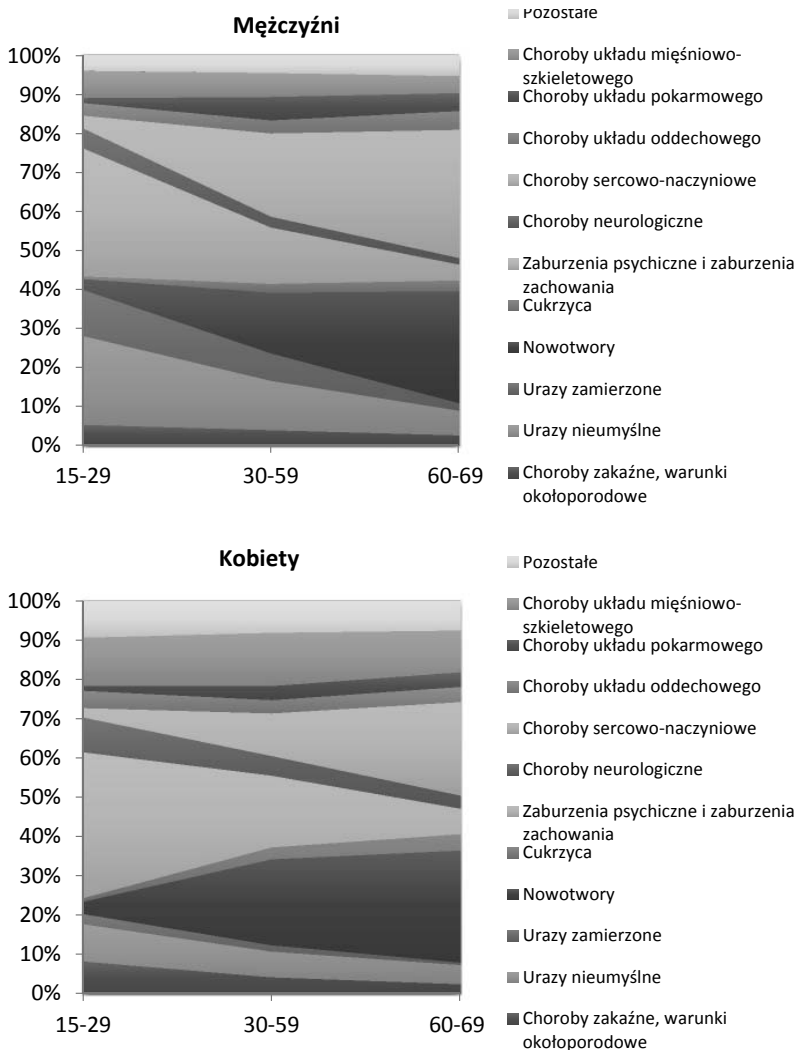 Mężczyźni
100%
90%
80%
70%
60%
50%
40%
30%
20%
10%
0%
15-29
30-59
60-69
Pozostałe
Choroby układu mięśniowo-
szkieletowego
Choroby układu pokarmowego
Choroby układu oddechowego
Choroby sercowo-naczyniowe
Choroby neurologiczne
Zaburzenia psychiczne i zaburzenia
zachowania
Cukrzyca
Nowotwory
Urazy zamierzone
Urazy nieumyślne
Choroby zakaźne, warunki
okołoporodowe
Kobiety
100%
90%
80%
70%
60%
50%
40%
30%
20%
10%
0%
15-29
30-59
60-69
Pozostałe
Choroby układu mięśniowo-
szkieletowego
Choroby układu pokarmowego
Choroby układu oddechowego
Choroby sercowo-naczyniowe
Choroby neurologiczne
Zaburzenia psychiczne i zaburzenia
zachowania
Cukrzyca
Nowotwory
Urazy zamierzone
Urazy nieumyślne
Choroby zakaźne, warunki
okołoporodowe